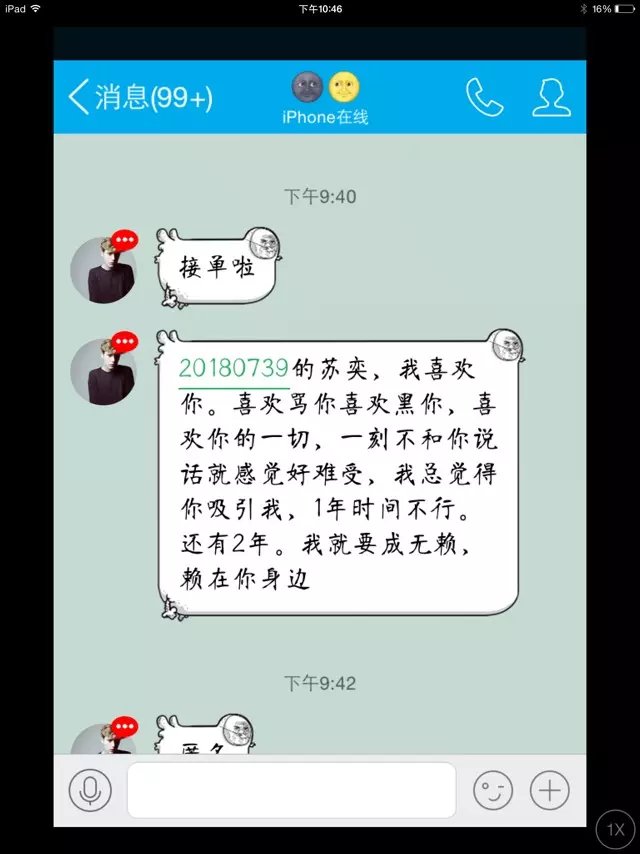 iPad
下午10:46
16%
消息(99+)
iPhone在线
下午9:40
接单啦
20180739的苏奕，我喜欢
你。喜欢骂你喜欢黑你，喜
欢你的一切，一刻不和你说
话就感觉好难受，我总觉得
你吸引我，1年时间不行。
还有2年。我就要成无赖，
赖在你身边
下午9:42
匿名
1X